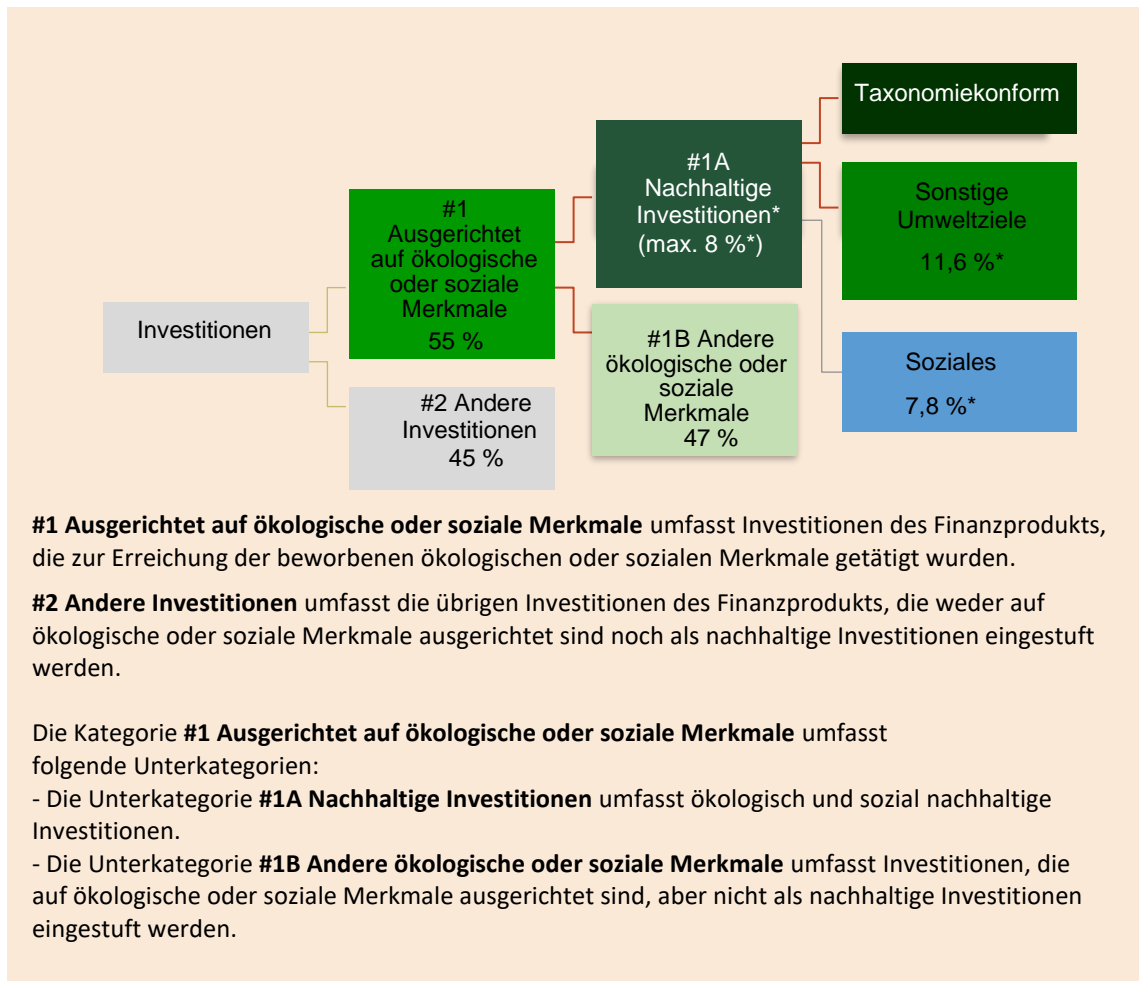 Investitionen
#1
Ausgerichtet
auf ökologische
oder soziale
Merkmale
55 %
#2 Andere
Investitionen
45 %
#1A
Nachhaltige
Investitionen*
(max. 8 %*)
#1B Andere
ökologische oder
soziale
Merkmale
47 %
Taxonomiekonform
Sonstige
Umweltziele
11,6 %*
Soziales
7,8 %*
#1 Ausgerichtet auf ökologische oder soziale Merkmale umfasst Investitionen des Finanzprodukts,
die zur Erreichung der beworbenen ökologischen oder sozialen Merkmale getätigt wurden.
#2 Andere Investitionen umfasst die übrigen Investitionen des Finanzprodukts, die weder auf
ökologische oder soziale Merkmale ausgerichtet sind noch als nachhaltige Investitionen eingestuft
werden.
Die Kategorie #1 Ausgerichtet auf ökologische oder soziale Merkmale umfasst
folgende Unterkategorien:
- Die Unterkategorie #1A Nachhaltige Investitionen umfasst ökologisch und sozial nachhaltige
Investitionen.
- Die Unterkategorie #1B Andere ökologische oder soziale Merkmale umfasst Investitionen, die
auf ökologische oder soziale Merkmale ausgerichtet sind, aber nicht als nachhaltige Investitionen
eingestuft werden.